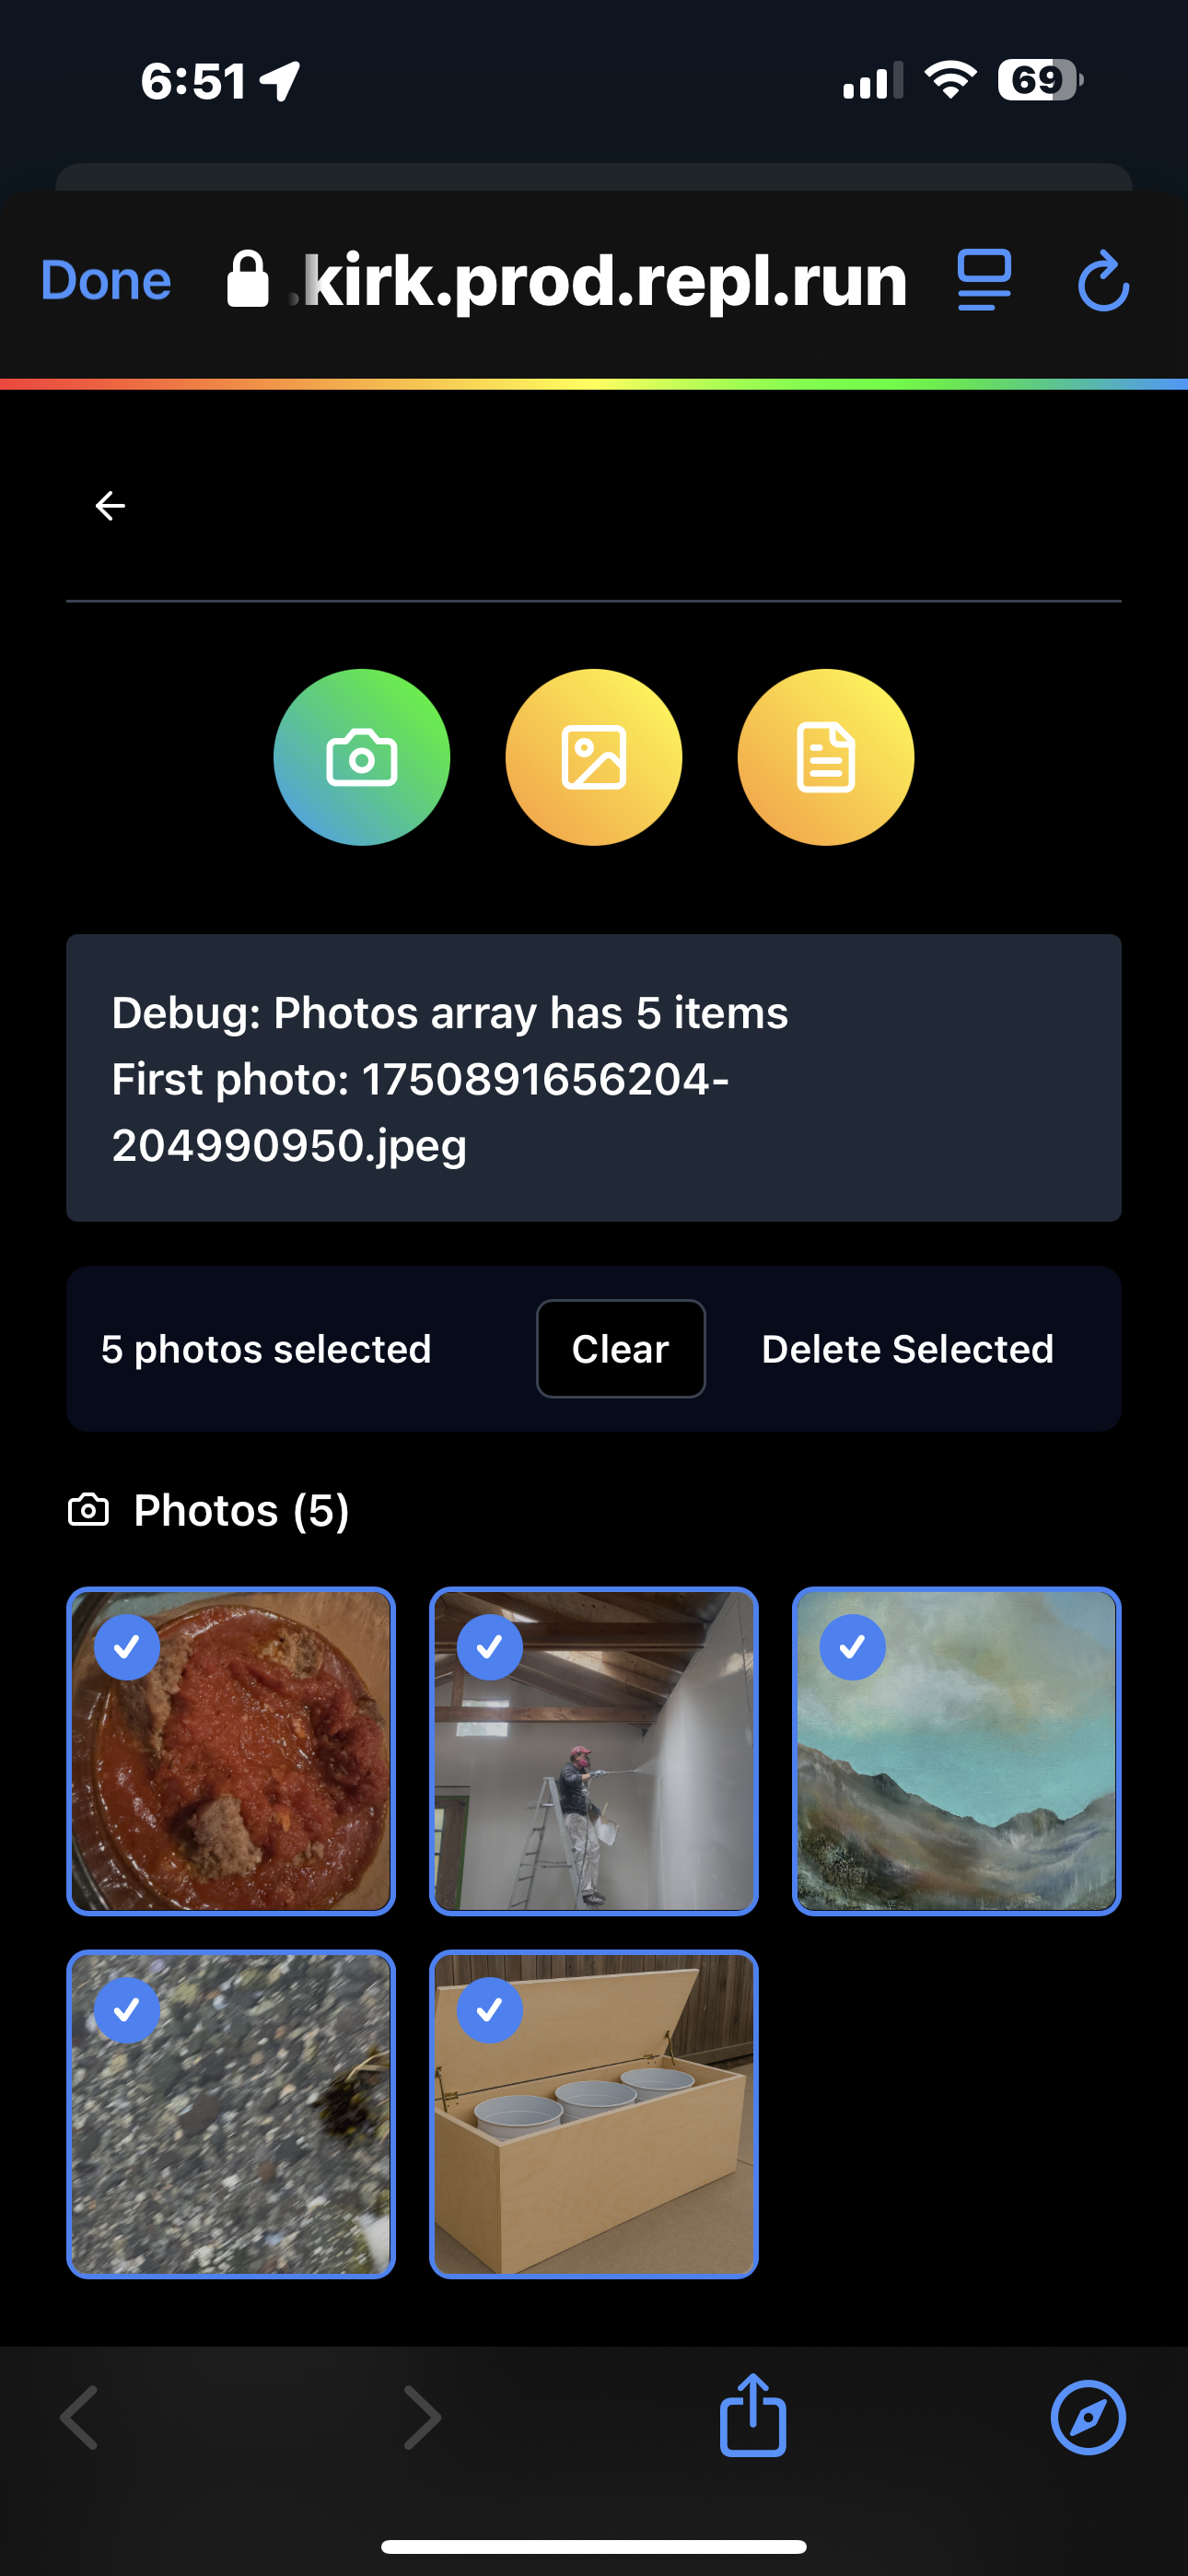 6:51
69
Done
.kirk.prod.repl.run
Debug: Photos array has 5 items
First photo: 1750891656204-
204990950.jpeg
5 photos selected
Clear
Delete Selected
Photos (5)